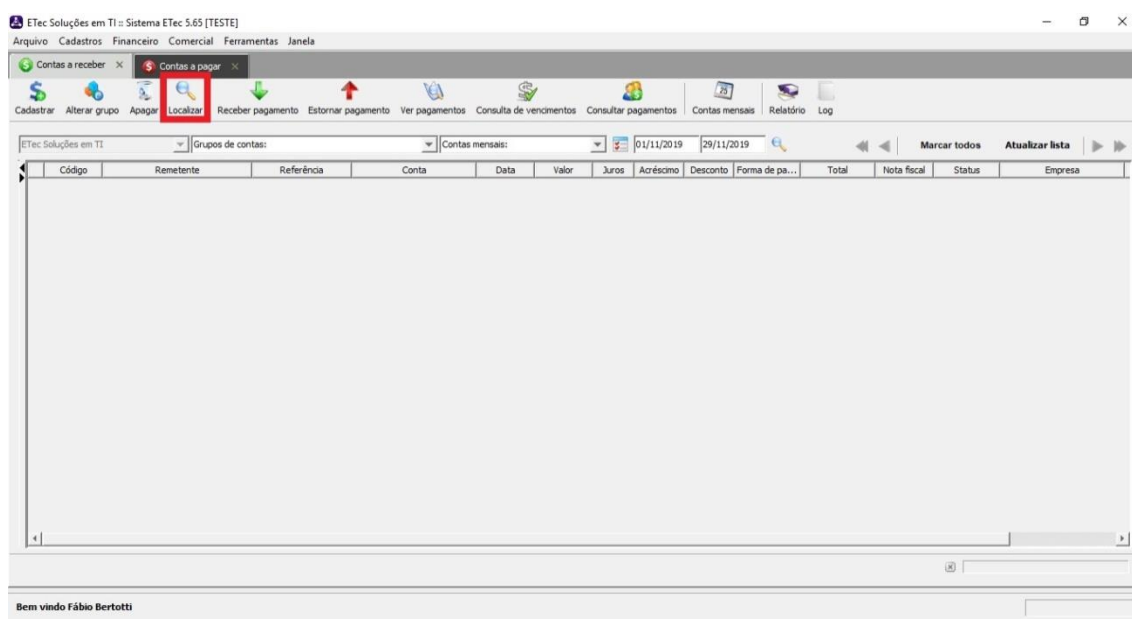 ETec Soluções em TI :: Sistema ETec 5.65 [TESTE]
Arquivo Cadastros Financeiro Comercial Ferramentas Janela
Contas a receber Contas a pagar
Cadastrar Alterar grupo Apagar Localizar Receber pagamento Estornar pagamento Ver pagamentos Consulta de vencimentos Consultar pagamentos Contas mensais Relatório Log
ETec Soluções em TI Grupos de contas: Contas mensais: 01/11/2019 29/11/2019 Marcar todos Atualizar lista
Código Remetente Referência Conta Data Valor Juros Acréscimo Desconto Forma de pa... Total Nota fiscal Status Empresa
Bem vindo Fábio Bertotti